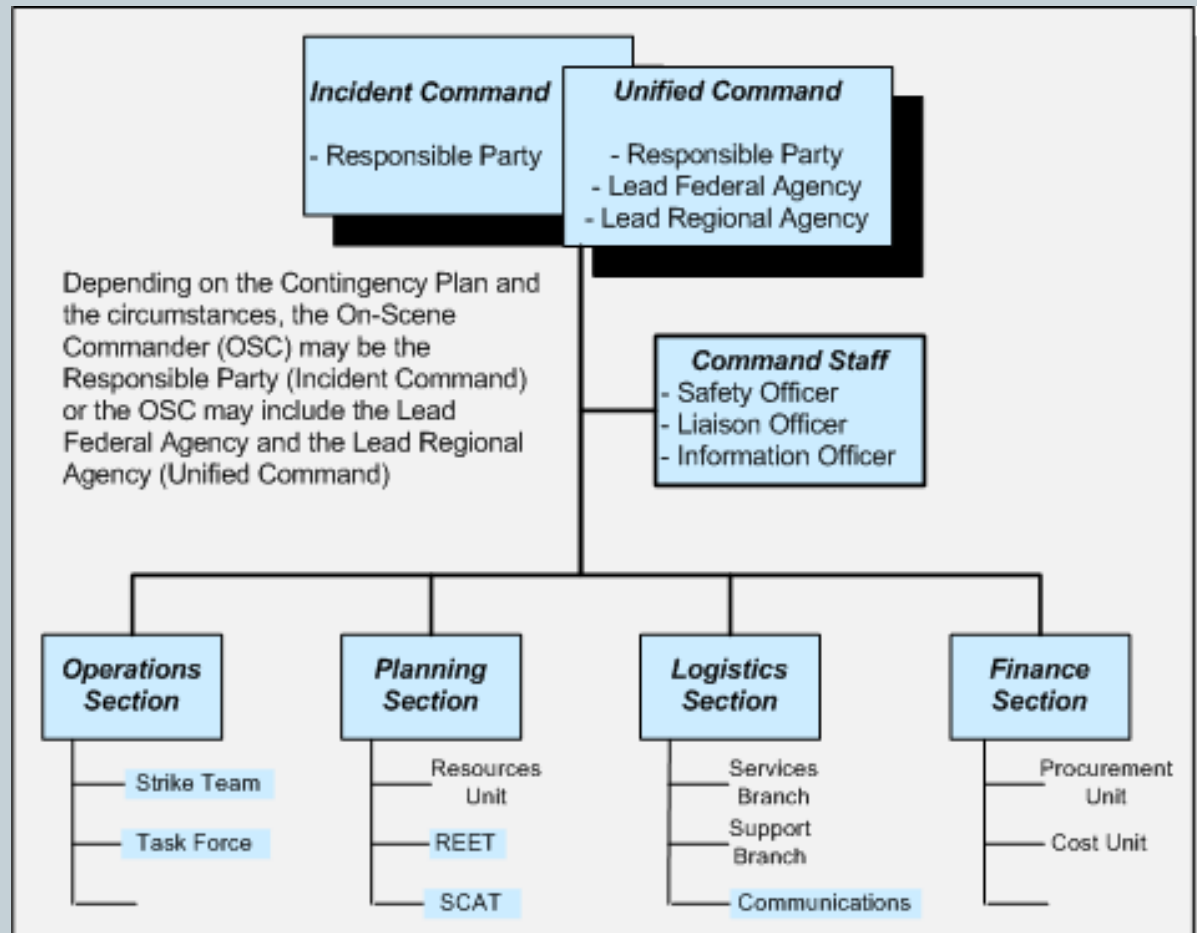 Incident Command
- Responsible Party
Unified Command
- Responsible Party
- Lead Federal Agency
- Lead Regional Agency
Depending on the Contingency Plan and
the circumstances, the On-Scene
Commander (OSC) may be the
Responsible Party (Incident Command)
or the OSC may include the Lead
Federal Agency and the Lead Regional
Agency (Unified Command)
Command Staff
- Safety Officer
- Liaison Officer
- Information Officer
Operations
Section
Strike Team
Task Force
Planning
Section
Resources
Unit
REET
SCAT
Logistics
Section
Services
Branch
Support
Branch
Communications
Finance
Section
Procurement
Unit
Cost Unit